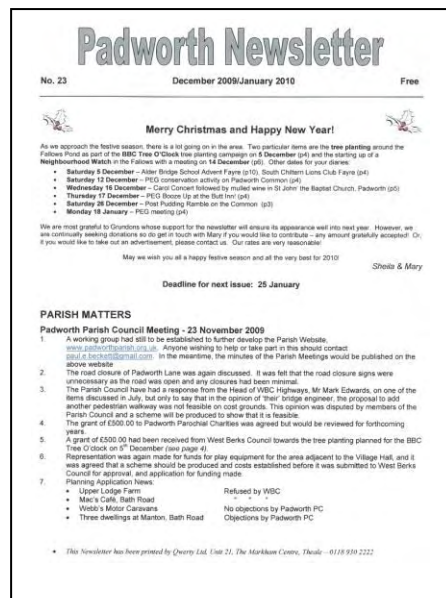 Padworth Newsletter
No. 23 December 2009/January 2010 Free
Merry Christmas and Happy New Year!
As we approach the festive season, there is a lot going on in the area. Two particular items are the tree planting around the
Fallows Pond as part of the BBC Tree O'Clock tree planting campaign on 5 December (p4) and the starting up of a
Neighbourhood Watch in the Fallows with a meeting on 14 December (p6). Other dates for your diaries:
• Saturday 5 December – Alder Bridge School Advent Fayre (p10), South Chiltern Lions Club Fayre (p4)
• Saturday 12 December – PEG conservation activity on Padworth Common (p4)
• Wednesday 16 December – Carol Concert followed by mulled wine in St John' the Baptist Church, Padworth (p5)
• Thursday 17 December – PEG Booze Up at the Butt Inn! (p4)
• Saturday 26 December – Post Pudding Ramble on the Common (p3)
• Monday 18 January – PEG meeting (p4)
We are most grateful to Grundons whose support for the newsletter will ensure its appearance well into next year. However, we
are continually seeking donations so do get in touch with Mary if you would like to contribute – any amount gratefully accepted! Or,
if you would like to take out an advertisement, please contact us. Our rates are very reasonable!
May we wish you all a happy festive season and all the very best for 2010!
Sheila & Mary
Deadline for next issue: 25 January
PARISH MATTERS
Padworth Parish Council Meeting - 23 November 2009
1. A working group had still to be established to further develop the Parish Website,
www.padworthparish.org.uk. Anyone wishing to help or take part in this should contact
paul.e.beckett@gmail.com. In the meantime, the minutes of the Parish Meetings would be published on the
above website
2. The road closure of Padworth Lane was again discussed. It was felt that the road closure signs were
unnecessary as the road was open and any closures had been minimal.
3. The Parish Council have had a response from the Head of WBC Highways, Mr Mark Edwards, on one of the
items discussed in July, but only to say that in the opinion of 'their' bridge engineer, the proposal to add
another pedestrian walkway was not feasible on cost grounds. This opinion was disputed by members of the
Parish Council and a scheme will be produced to show that it is feasible.
4. The grant of £500.00 to Padworth Parochial Charities was agreed but would be reviewed for forthcoming
years.
5. A grant of £500.00 had been received from West Berks Council towards the tree planting planned for the BBC
Tree O'clock on 5th December (see page 4).
6. Representation was again made for funds for play equipment for the area adjacent to the Village Hall, and it
was agreed that a scheme should be produced and costs established before it was submitted to West Berks
Council for approval, and application for funding made.
7. Planning Application News:
• Upper Lodge Farm Refused by WBC
• Mac's Café, Bath Road " " "
• Webb's Motor Caravans No objections by Padworth PC
• Three dwellings at Manton, Bath Road Objections by Padworth PC
• This Newsletter has been printed by Qwerty Ltd. Unit 21, The Markham Centre, Theale – 0118 930 2222